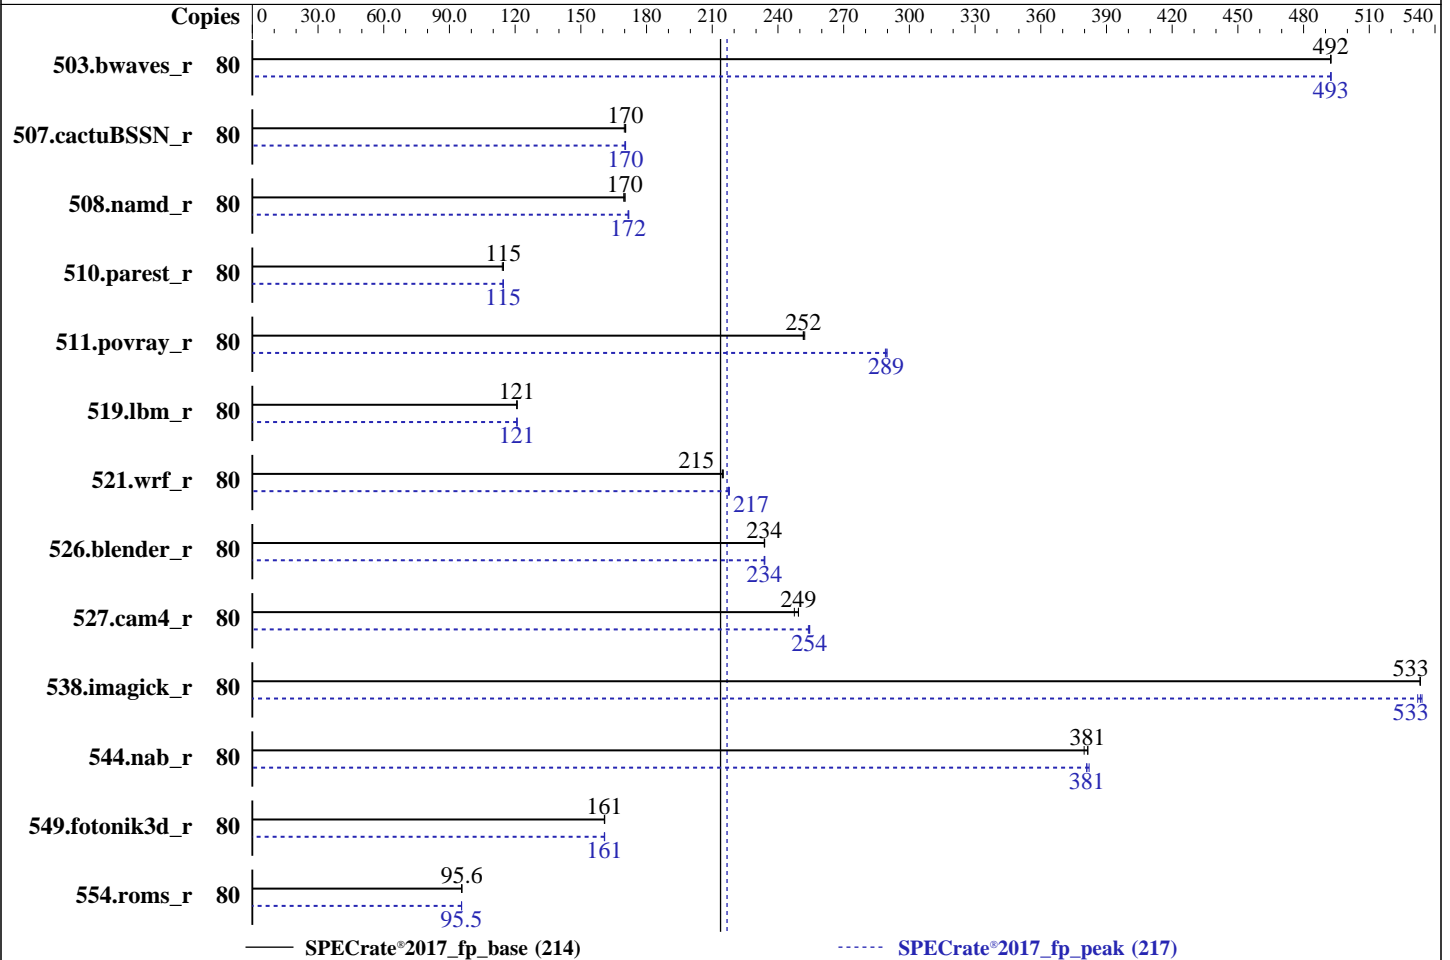 Copies 0 30.0 60.0 90.0 120 150 180 210 240 270 300 330 360 390 420 450 480 510 540
492
503.bwaves_r 80
493
170
507.cactuBSSN_r 80
170
170
508.namd_r 80
172
115
510.parest_r 80
115
252
511.povray_r 80
289
121
519.lbm_r 80
121
215
521.wrf_r 80
217
234
526.blender_r 80
234
249
527.cam4_r 80
254
533
538.imagick_r 80
533
381
544.nab_r 80
381
161
549.fotonik3d_r 80
161
95.6
554.roms_r 80
95.5
SPECrate®2017_fp_base (214) SPECrate®2017_fp_peak (217)